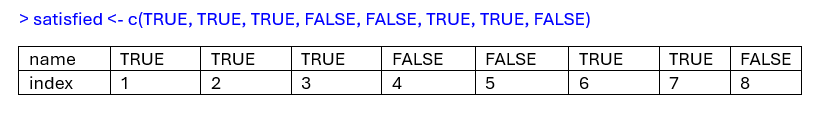 > satisfied <- c(TRUE, TRUE, TRUE, FALSE, FALSE, TRUE, TRUE, FALSE)
name TRUE TRUE TRUE FALSE FALSE TRUE TRUE FALSE
index 1 2 3 4 5 6 7 8